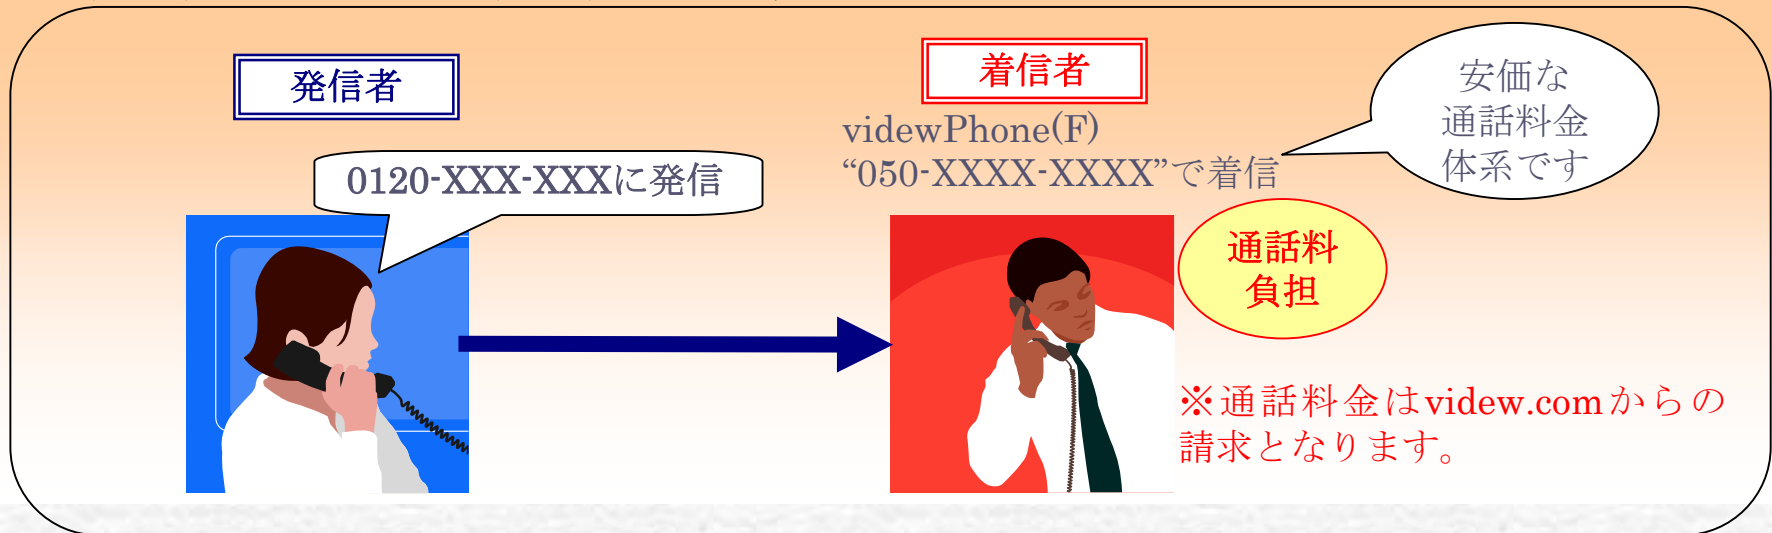 発信者
着信者
安価な
通話料金
体系です
videwPhone(F)
“050-XXXX-XXXX”で着信
0120-XXX-XXXに発信
通話料
負担
※通話料金はvidew.comからの
請求となります。